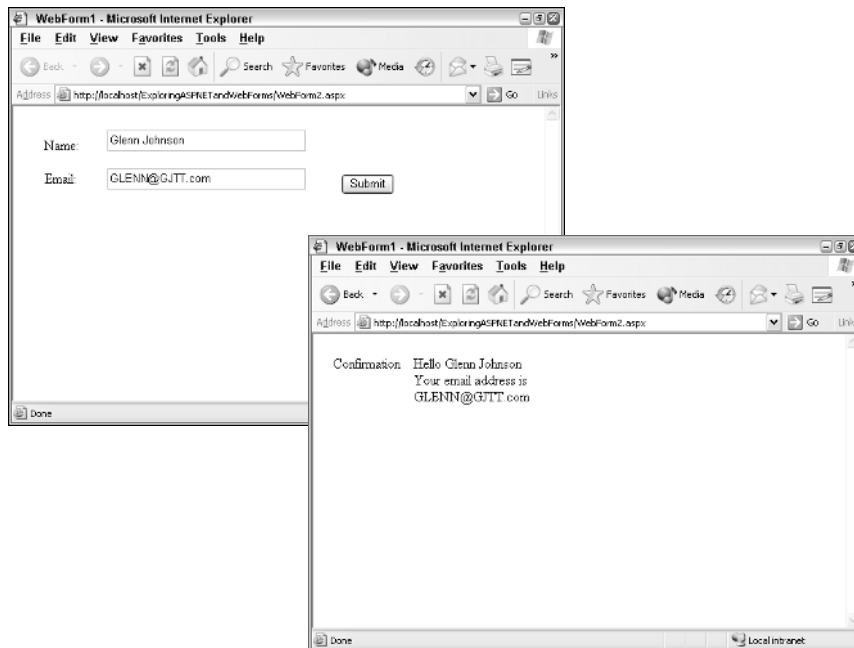 WebForm1 - Microsoft Internet Explorer
File Edit View Favorites Tools Help
Back Search Favorites Media »
Address http://localhost/ExploringASPNETandWebForms/WebForm2.aspx Go Links
Name: Glenn Johnson
Email: GLENN@GJTT.com Submit
Done
WebForm1 - Microsoft Internet Explorer
File Edit View Favorites Tools Help
Back Search Favorites Media
Address http://localhost/ExploringASPNETandWebForms/WebForm2.aspx Go
Confirmation Hello Glenn Johnson
Your email address is
GLENN@GJTT.com
Done Local intranet